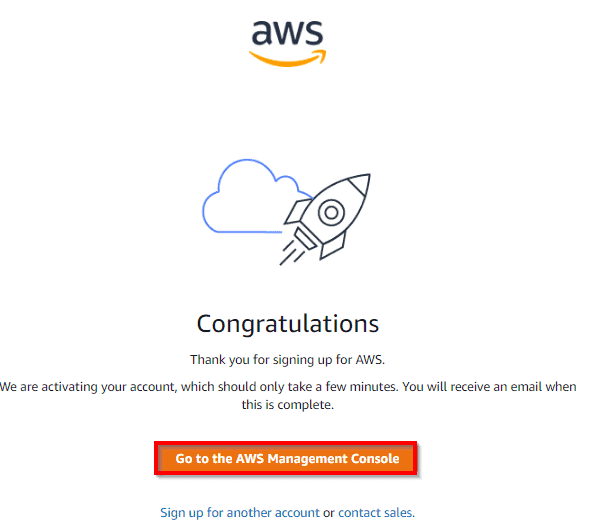 aws
Congratulations
Thank you for signing up for AWS.
We are activating your account, which should only take a few minutes. You will receive an email when
this is complete.
Go to the AWS Management Console
Sign up for another account or contact sales.